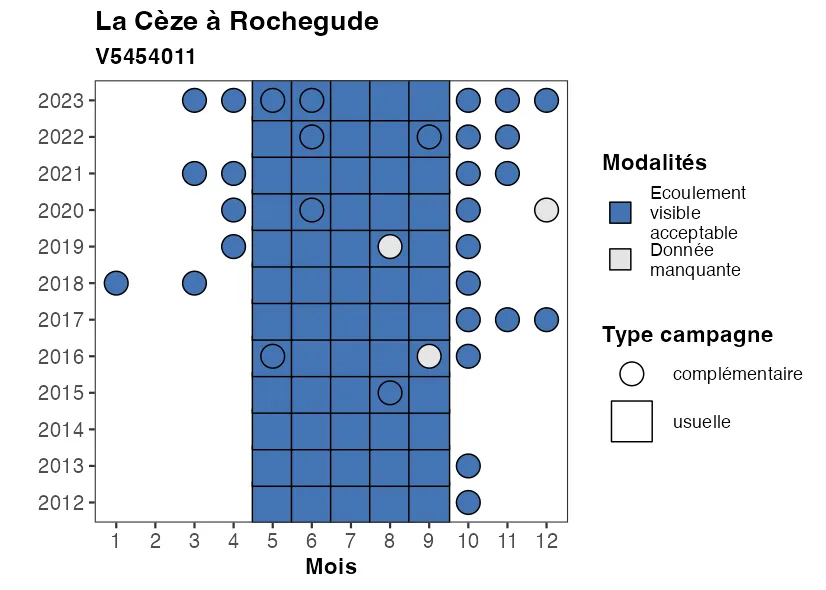 La Cèze à Rochegude
V5454011
2023
2022
2021
2020
2019
2018
2017
2016
2015
2014
2013
2012
1 2 3 4 5 6 7 8 9 10 11 12
Mois
Modalités
Ecoulement
visible
acceptable
Donnée
manquante
Type campagne
complémentaire
usuelle